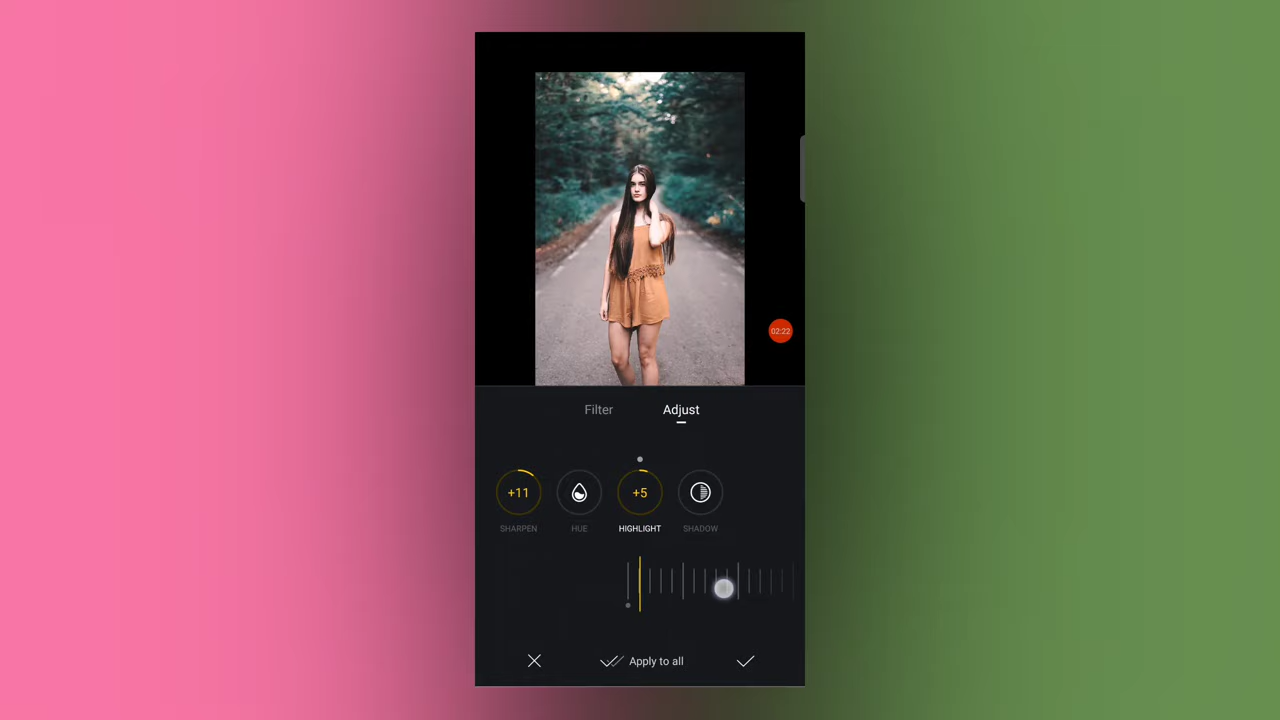 02:22
Filter Adjust
+11 +5
SHARPEN HUE HIGHLIGHT SHADOW
Apply to all